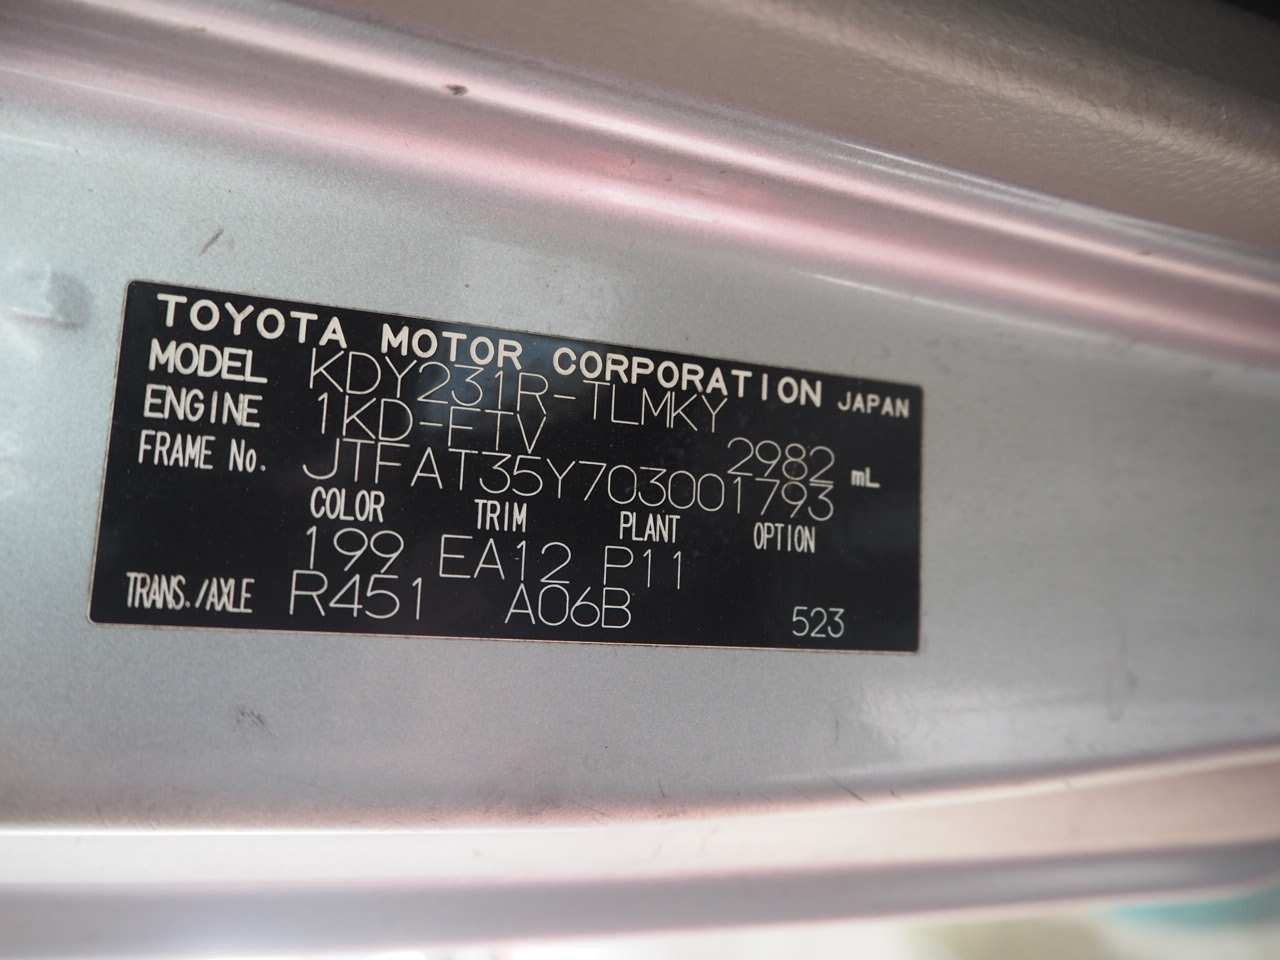 TOYOTA MOTOR CORPORATION JAPAN
MODEL KDY231R-TLMKY
ENGINE 1KD-FTV 2982 mL
FRAME No. JTFAT35Y703001793
COLOR TRIM PLANT OPTION
199 EA12 P11
TRANS./AXLE R451 A06B 523